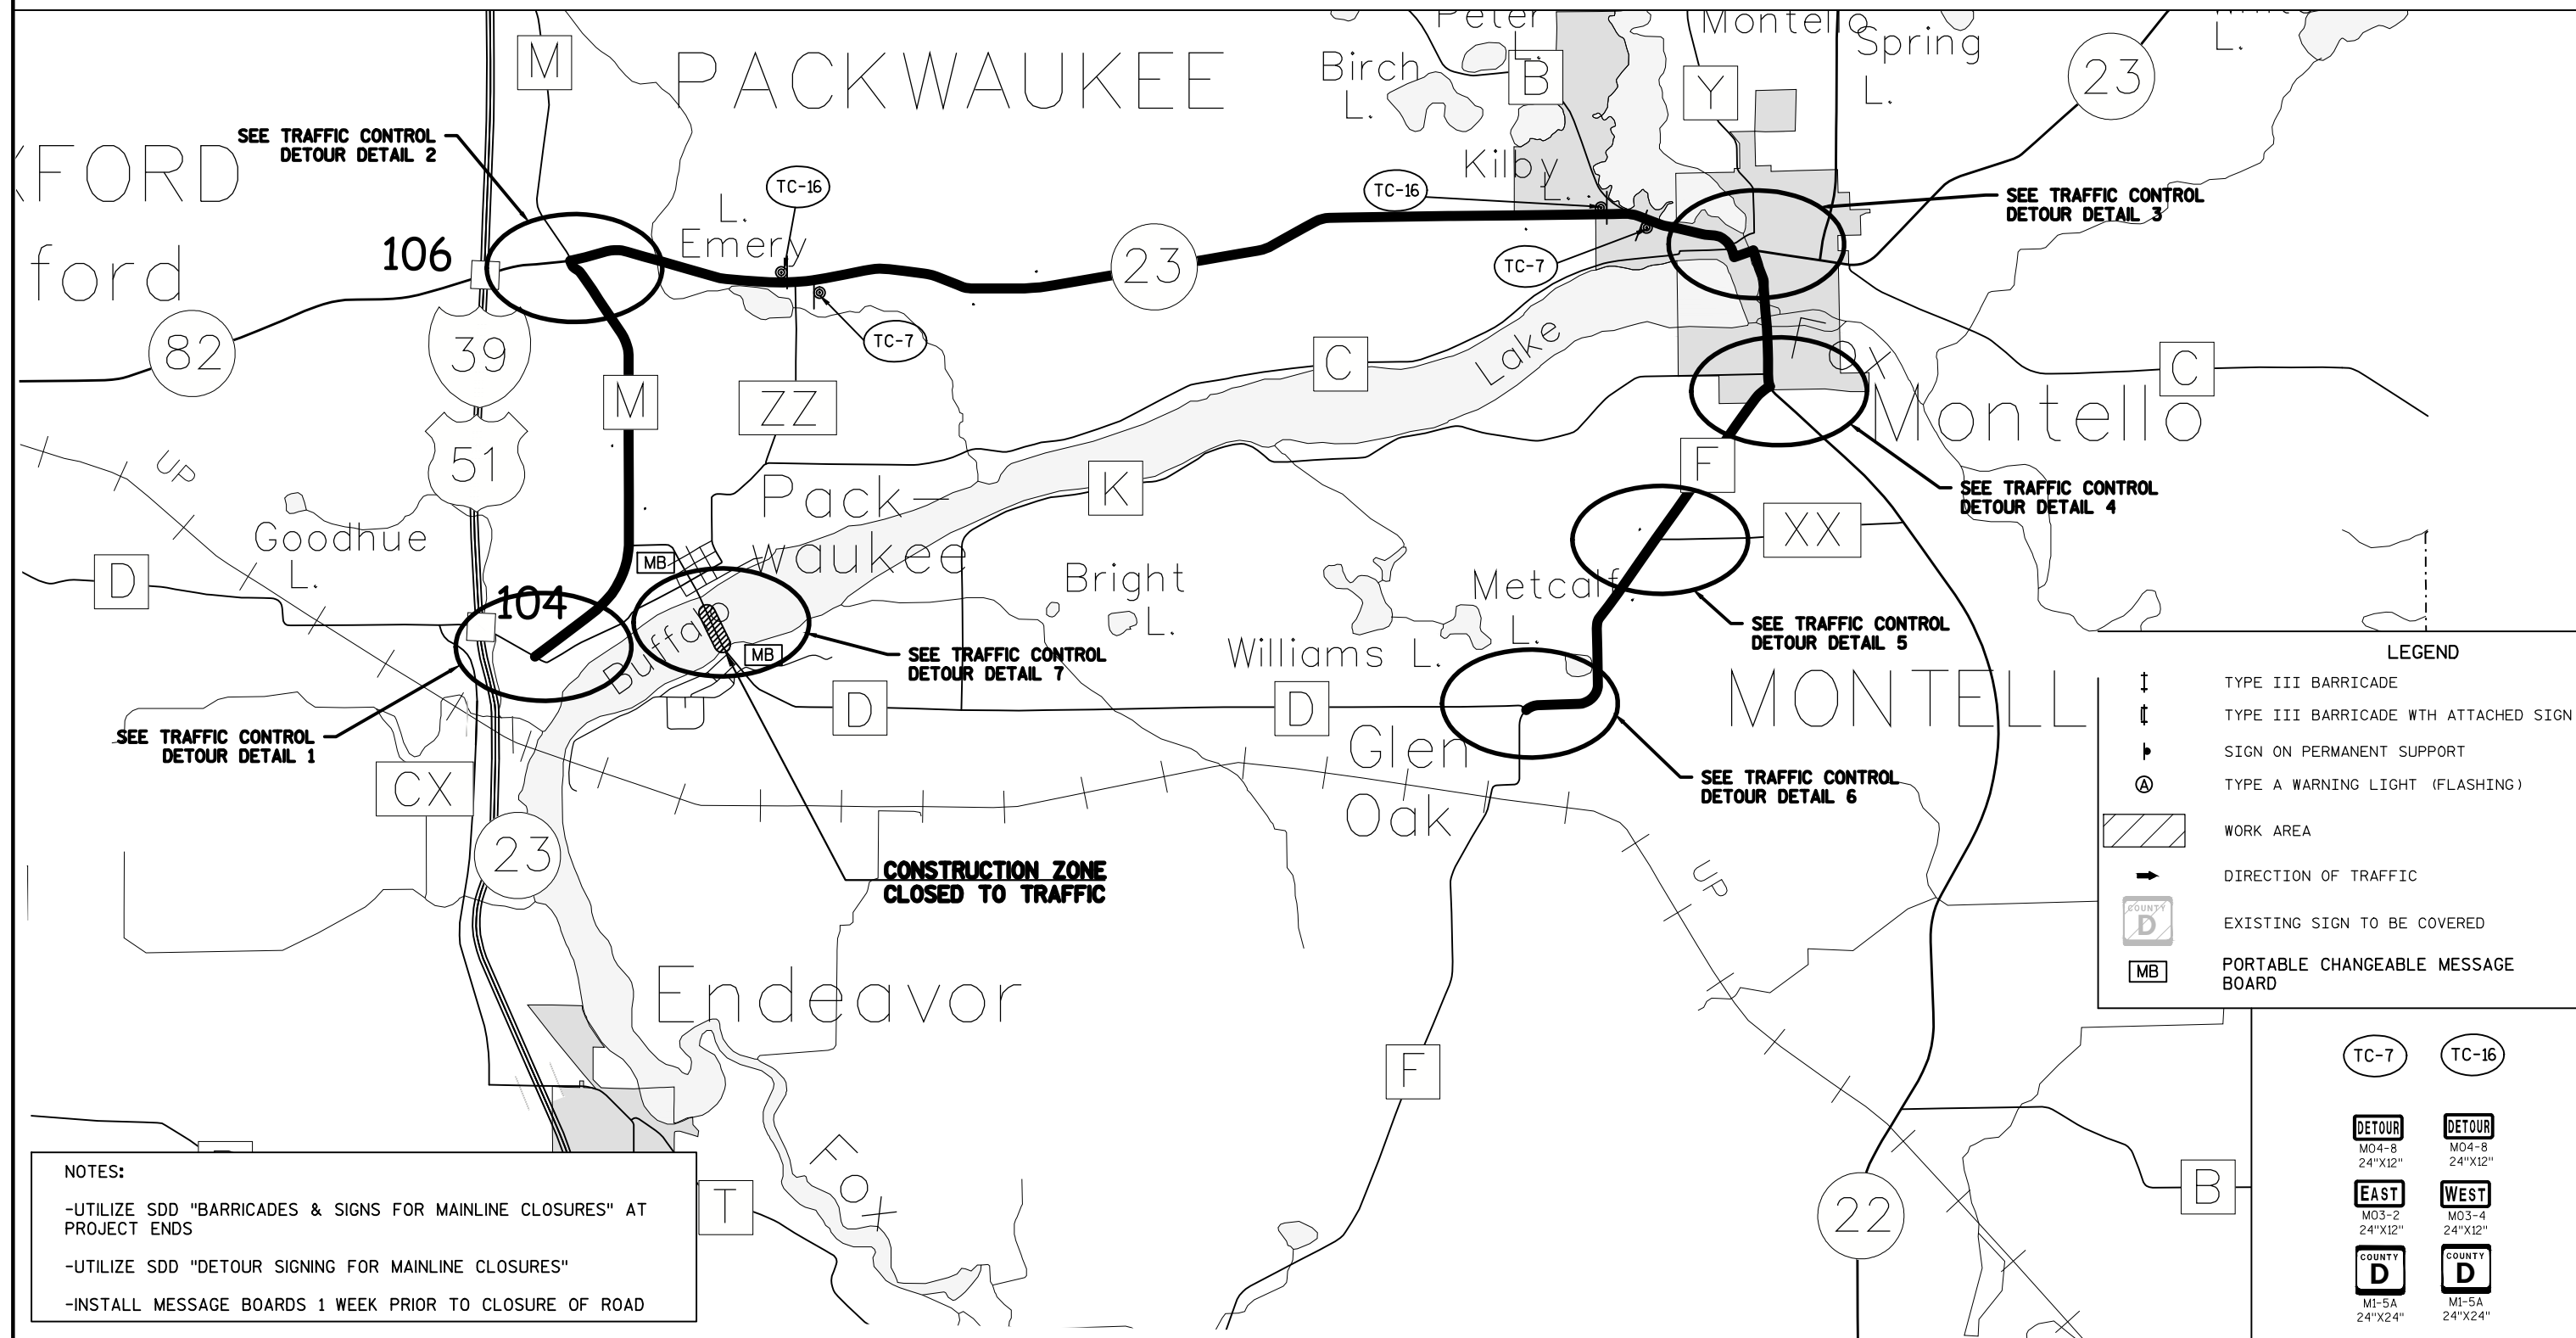 Peter
L.
Montello
Spring
L.
L.
23
M
PACKWAUKEE
Birch
L.
B
Y
SEE TRAFFIC CONTROL
DETOUR DETAIL 2
TC-16
TC-16
Kilby
L.
SEE TRAFFIC CONTROL
DETOUR DETAIL 3
L.
Emery
106
23
TC-7
TC-7
ford
82
39
M
ZZ
C
Lake
Fox
C
51
UP
Montello
F
K
SEE TRAFFIC CONTROL
DETOUR DETAIL 4
Pack-
waukee
Goodhue
L.
XX
D
MB
Bright
L.
Metcalf
L.
104
Buffalo
MB
SEE TRAFFIC CONTROL
DETOUR DETAIL 7
Williams L.
SEE TRAFFIC CONTROL
DETOUR DETAIL 5
D
D
MONTELL
SEE TRAFFIC CONTROL
DETOUR DETAIL 1
Glen
Oak
SEE TRAFFIC CONTROL
DETOUR DETAIL 6
CX
23
CONSTRUCTION ZONE
CLOSED TO TRAFFIC
UP
Endeavor
F
Fox
T
22
B
LEGEND
TYPE III BARRICADE
TYPE III BARRICADE WTH ATTACHED SIGN
SIGN ON PERMANENT SUPPORT
A TYPE A WARNING LIGHT (FLASHING)
WORK AREA
DIRECTION OF TRAFFIC
COUNTY
D
EXISTING SIGN TO BE COVERED
MB
PORTABLE CHANGEABLE MESSAGE
BOARD
TC-7 TC-16
DETOUR DETOUR
MO4-8 MO4-8
24"X12" 24"X12"
EAST WEST
MO3-2 MO3-4
24"X12" 24"X12"
COUNTY COUNTY
D D
M1-5A M1-5A
24"X24" 24"X24"
NOTES:
-UTILIZE SDD "BARRICADES & SIGNS FOR MAINLINE CLOSURES" AT
PROJECT ENDS
-UTILIZE SDD "DETOUR SIGNING FOR MAINLINE CLOSURES"
-INSTALL MESSAGE BOARDS 1 WEEK PRIOR TO CLOSURE OF ROAD